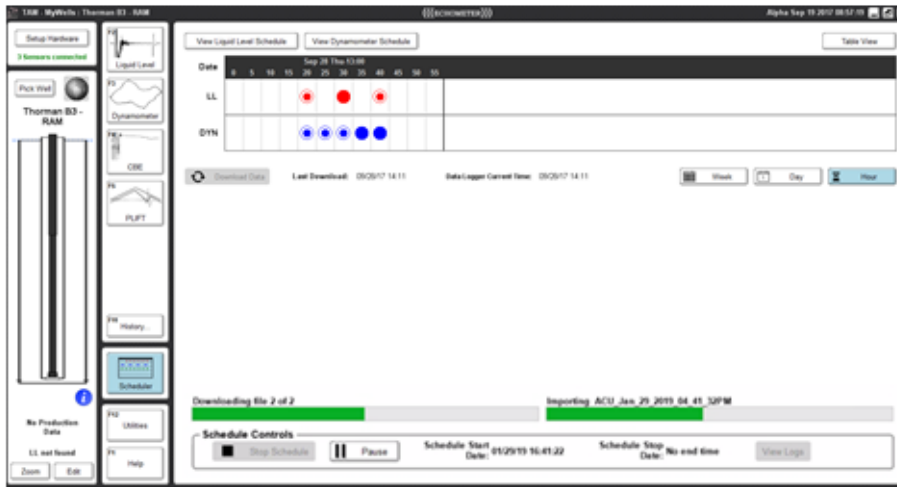 TAM - MyWells : Thorman B3 - RAM
(((ECHOMETER)))
Alpha Sep 19 2017 08:57:15
Setup Hardware
3 Sensors connected
Pick Well
Thorman B3 -
RAM
No Production
Data
LL not found
Zoom
Edit
Liquid Level
F3
Dynamometer
CBE
PLIFT
History...
Scheduler
Utilities
Help
View Liquid Level Schedule
View Dynamometer Schedule
Table View
Date
Sep 28 Thu 13:00
0 5 10 15 20 25 30 35 40 45 50 55
LL
DYN
Download Data
Last Download: 09/28/17 14:11
Data Logger Current Time: 09/28/17 14:11
Week
Day
Hour
Downloading file 2 of 2
Importing ACU_Jan_29_2019_04_41_32PM
Schedule Controls
Stop Schedule
Pause
Schedule Start
Date: 01/29/19 16:41:22
Schedule Stop
Date: No end time
View Logs